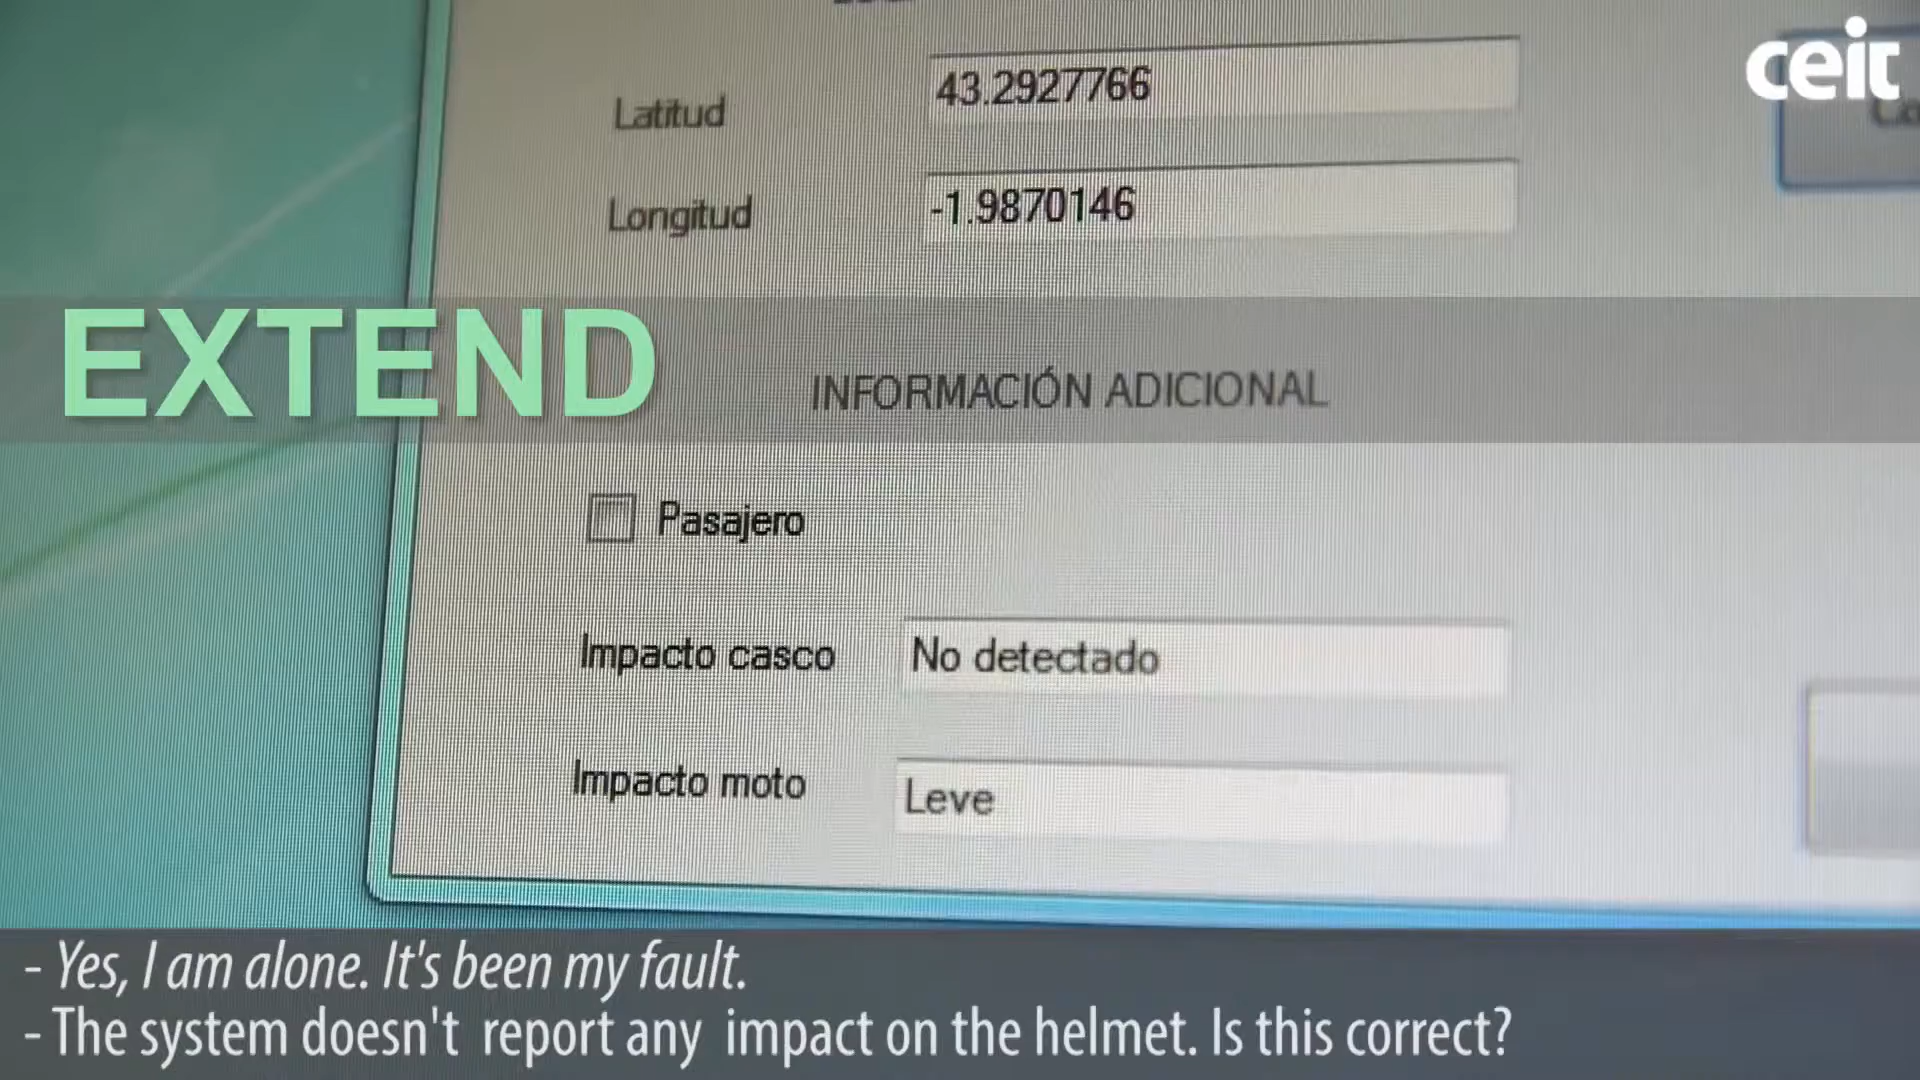 ceit
Latitud 43.2927766
Longitud -1.9870146
EXTEND
INFORMACIÓN ADICIONAL
Pasajero
Impacto casco No detectado
Impacto moto Leve
- Yes, I am alone. It's been my fault.
- The system doesn't report any impact on the helmet. Is this correct?